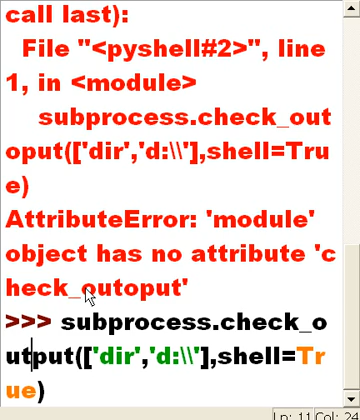 call last):
  File "<pyshell#2>", line
1, in <module>
    subprocess.check_out
oput(['dir','d:\\'],shell=Tru
e)
AttributeError: 'module'
object has no attribute 'c
heck_outoput'
>>> subprocess.check_o
utput(['dir','d:\\'],shell=Tr
ue)
Ln: 11 Col: 24